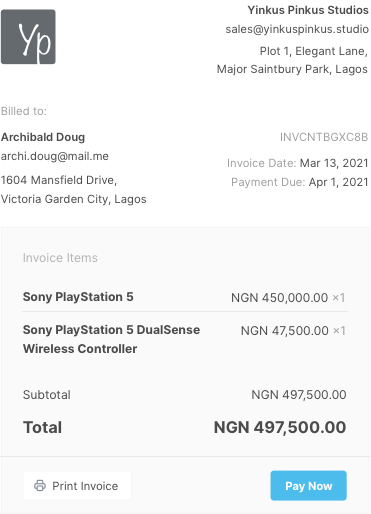 Yp
Yinkus Pinkus Studios
sales@yinkuspinkus.studio
Plot 1, Elegant Lane,
Major Saintbury Park, Lagos
Billed to:
Archibald Doug
archi.doug@mail.me
1604 Mansfield Drive,
Victoria Garden City, Lagos
INVCNTBGXC8B
Invoice Date: Mar 13, 2021
Payment Due: Apr 1, 2021
Invoice Items
Sony PlayStation 5 NGN 450,000.00 ×1
Sony PlayStation 5 DualSense NGN 47,500.00 ×1
Wireless Controller
Subtotal NGN 497,500.00
Total NGN 497,500.00
Print Invoice Pay Now